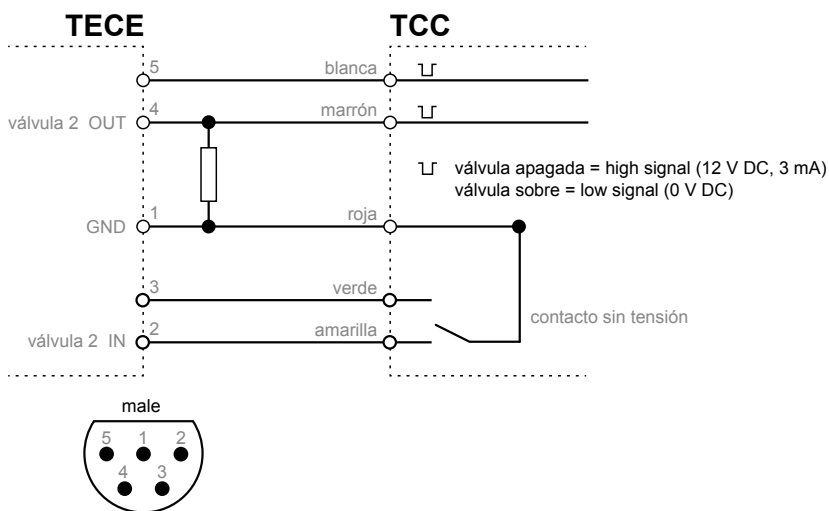 TECE
TCC
5
blanca
4
marrón
válvula 2 OUT
válvula apagada = high signal (12 V DC, 3 mA)
válvula sobre = low signal (0 V DC)
1
roja
GND
3
verde
contacto sin tensión
2
amarilla
válvula 2 IN
male
5 1 2
4 3